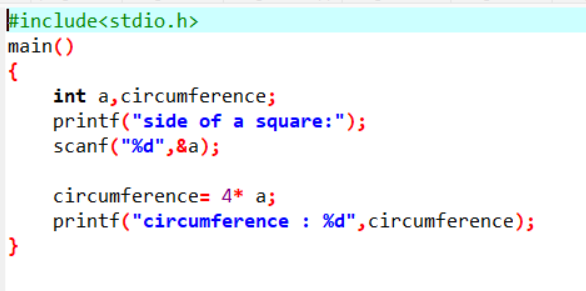 #include<stdio.h>
main()
{
    int a,circumference;
    printf("side of a square:");
    scanf("%d",&a);

    circumference= 4* a;
    printf("circumference : %d",circumference);
}